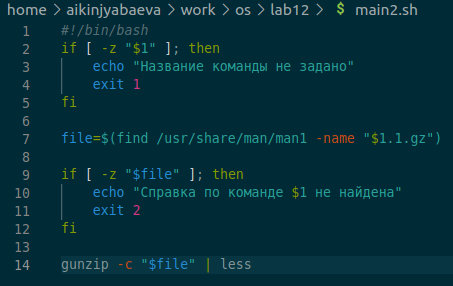 home > aikinjyabaeva > work > os > lab12 > $ main2.sh
1 #!/bin/bash
2 if [ -z "$1" ]; then
3 echo "Название команды не задано"
4 exit 1
5 fi
6
7 file=$(find /usr/share/man/man1 -name "$1.1.gz")
8
9 if [ -z "$file" ]; then
10 echo "Справка по команде $1 не найдена"
11 exit 2
12 fi
13
14 gunzip -c "$file" | less